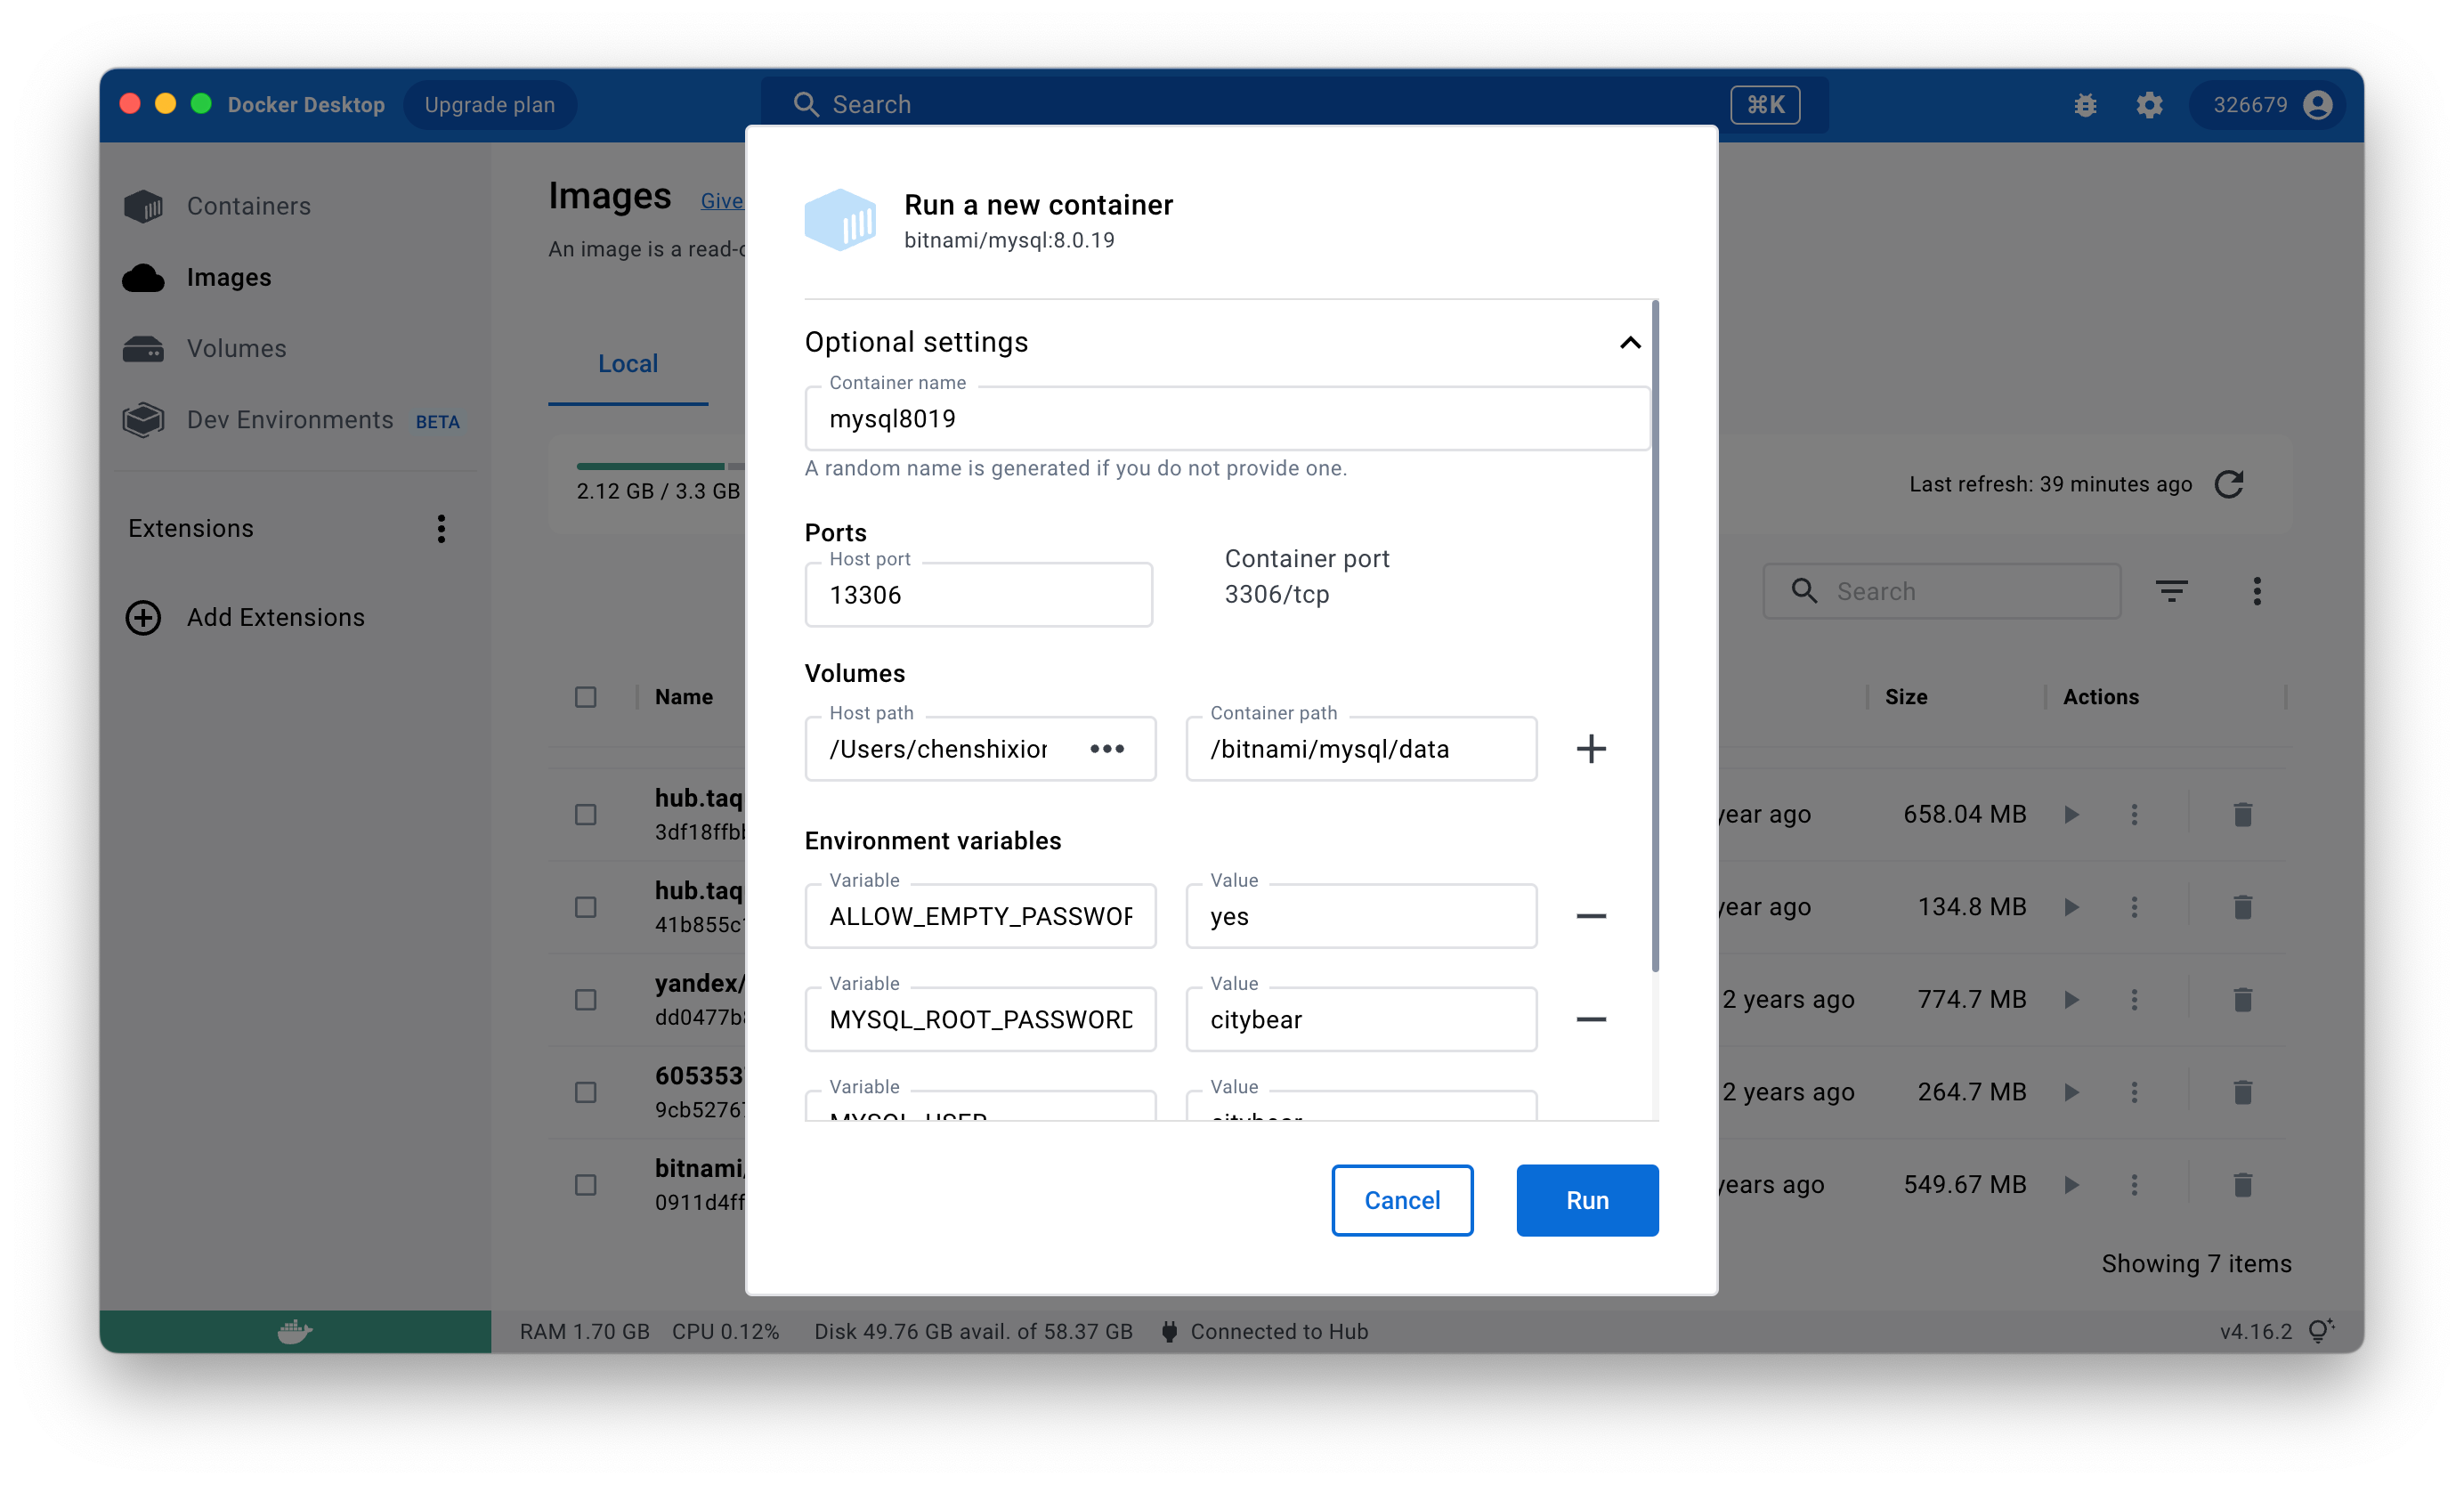 Docker Desktop
Upgrade plan
Search
⌘K
326679
Containers
Images
Volumes
Dev Environments BETA
Extensions
Add Extensions
Images Give
An image is a read-
Local
2.12 GB / 3.3 GB
Last refresh: 39 minutes ago
Search
Name
Size
Actions
hub.taq
3df18ffb
year ago
658.04 MB
hub.taq
41b855c
year ago
134.8 MB
yandex/
dd0477b
2 years ago
774.7 MB
605353
9cb5276
2 years ago
264.7 MB
bitnami/
0911d4ff
years ago
549.67 MB
Showing 7 items
Run a new container
bitnami/mysql:8.0.19
Optional settings
Container name
mysql8019
A random name is generated if you do not provide one.
Ports
Host port
13306
Container port
3306/tcp
Volumes
Host path
/Users/chenshixior
Container path
/bitnami/mysql/data
Environment variables
Variable
ALLOW_EMPTY_PASSWOR
Value
yes
Variable
MYSQL_ROOT_PASSWORD
Value
citybear
Variable
MYSQL_USER
Value
citybear
Cancel
Run
RAM 1.70 GB CPU 0.12% Disk 49.76 GB avail. of 58.37 GB Connected to Hub
v4.16.2